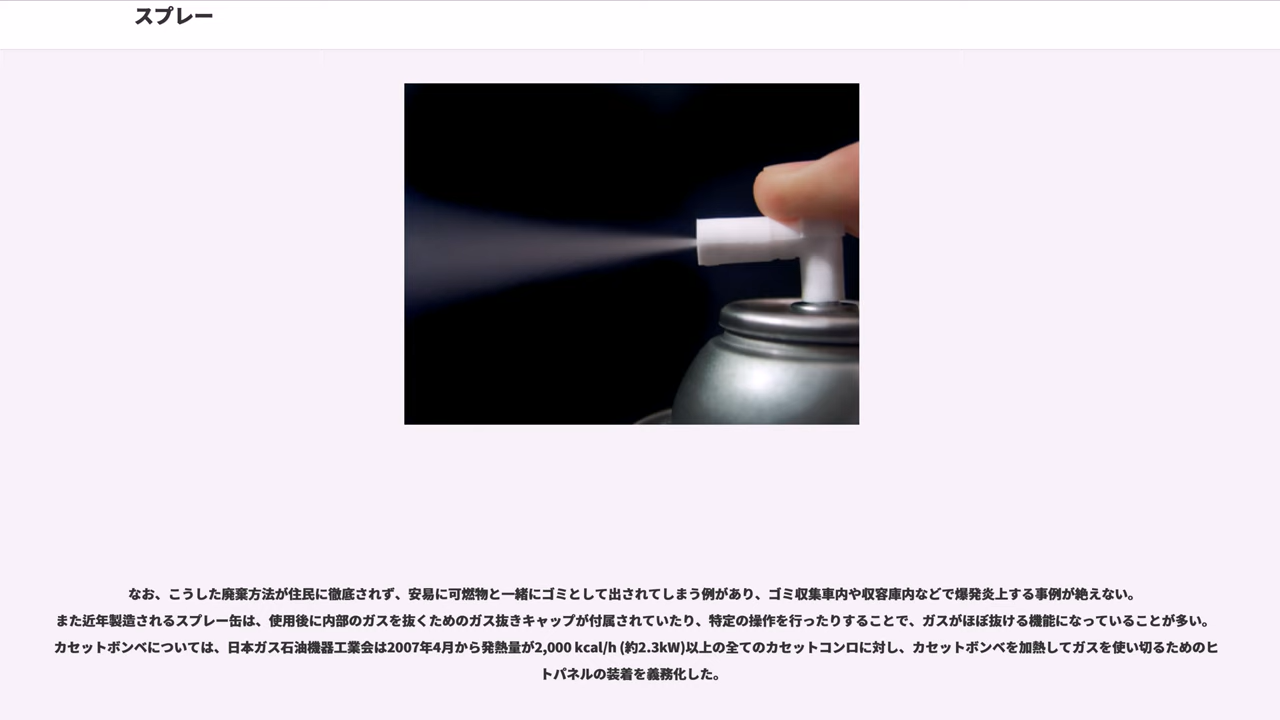 スプレー
なお、こうした廃棄方法が住民に徹底されず、安易に可燃物と一緒にゴミとして出されてしまう例があり、ゴミ収集車内や収容庫内などで爆発炎上する事例が絶えない。
また近年製造されるスプレー缶は、使用後に内部のガスを抜くためのガス抜きキャップが付属されていたり、特定の操作を行ったりすることで、ガスがほぼ抜ける機能になっていることが多い。
カセットボンベについては、日本ガス石油機器工業会は2007年4月から発熱量が2,000 kcal/h (約2.3kW)以上の全てのカセットコンロに対し、カセットボンベを加熱してガスを使い切るためのヒ
トパネルの装着を義務化した。